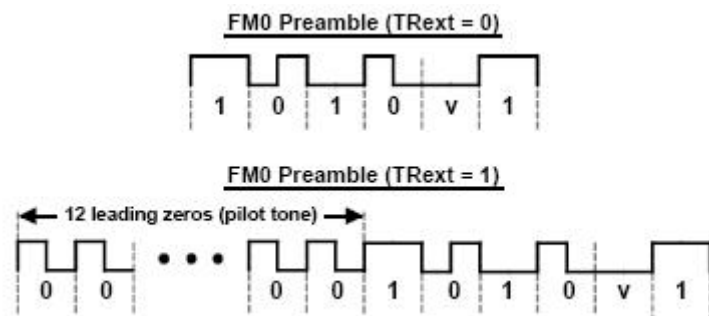 FM0 Preamble (TRext = 0)
1 0 1 0 v 1
FM0 Preamble (TRext = 1)
12 leading zeros (pilot tone)
0 0 • • • 0 0 1 0 1 0 v 1